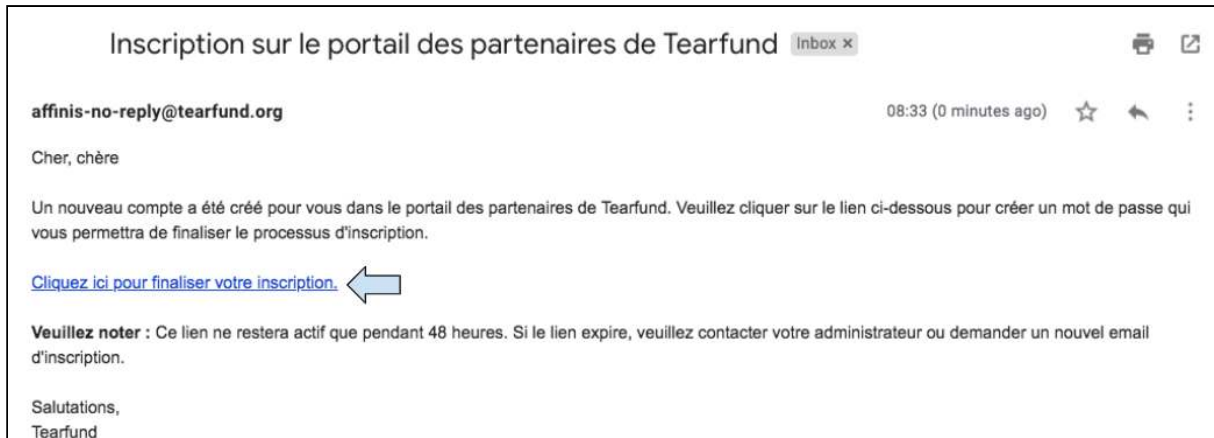 Inscription sur le portail des partenaires de Tearfund Inbox ×
affinis-no-reply@tearfund.org 08:33 (0 minutes ago)
Cher, chère
Un nouveau compte a été créé pour vous dans le portail des partenaires de Tearfund. Veuillez cliquer sur le lien ci-dessous pour créer un mot de passe qui
vous permettra de finaliser le processus d'inscription.
Cliquez ici pour finaliser votre inscription.
Veuillez noter : Ce lien ne restera actif que pendant 48 heures. Si le lien expire, veuillez contacter votre administrateur ou demander un nouvel email
d'inscription.
Salutations,
Tearfund